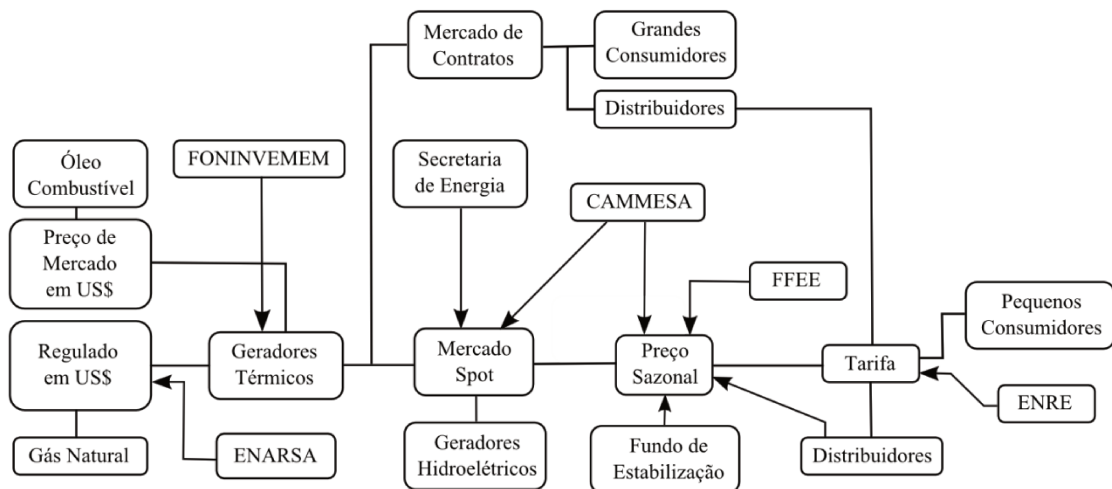 Mercado de
Contratos
Grandes
Consumidores
Distribuidores
Óleo
Combustível
FONINVEMEM
Secretaria
de Energia
CAMMESA
Preço de
Mercado
em US$
FFEE
Pequenos
Consumidores
Regulado
em US$
Geradores
Térmicos
Mercado
Spot
Preço
Sazonal
Tarifa
ENRE
Gás Natural
ENARSA
Geradores
Hidroelétricos
Fundo de
Estabilização
Distribuidores